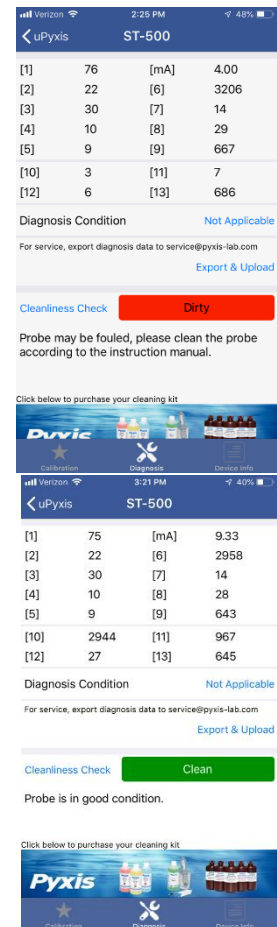 Verizon 2:25 PM 48%
uPyxis ST-500
[1] 76 [mA] 4.00
[2] 22 [6] 3206
[3] 30 [7] 14
[4] 10 [8] 29
[5] 9 [9] 667
[10] 3 [11] 7
[12] 6 [13] 686
Diagnosis Condition Not Applicable
For service, export diagnosis data to service@pyxis-lab.com
Export & Upload
Cleanliness Check Dirty
Probe may be fouled, please clean the probe
according to the instruction manual.
Click below to purchase your cleaning kit
Pyxis
Calibration Diagnosis Device Info
Verizon 3:21 PM 40%
uPyxis ST-500
[1] 75 [mA] 9.33
[2] 22 [6] 2958
[3] 30 [7] 14
[4] 10 [8] 28
[5] 9 [9] 643
[10] 2944 [11] 967
[12] 27 [13] 645
Diagnosis Condition Not Applicable
For service, export diagnosis data to service@pyxis-lab.com
Export & Upload
Cleanliness Check Clean
Probe is in good condition.
Click below to purchase your cleaning kit
Pyxis
Calibration Diagnosis Device Info